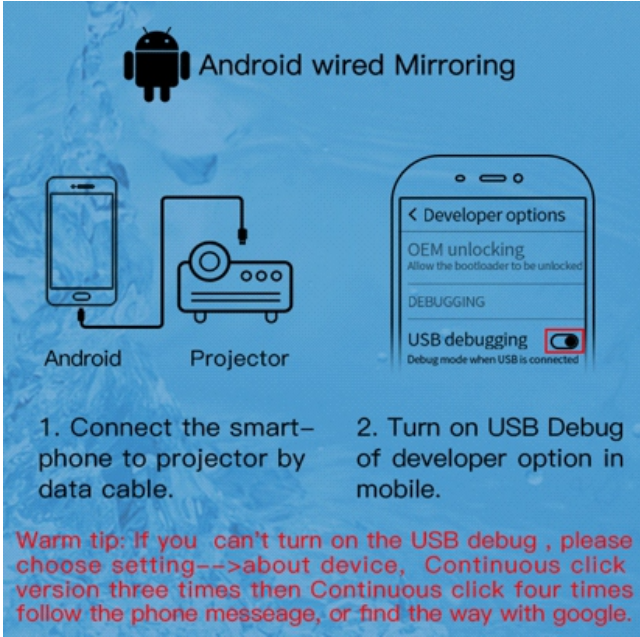 Android wired Mirroring
< Developer options
OEM unlocking
Allow the bootloader to be unlocked
DEBUGGING
USB debugging
Debug mode when USB is connected
Android
Projector
1. Connect the smart-
phone to projector by
data cable.
2. Turn on USB Debug
of developer option in
mobile.
Warm tip: If you can't turn on the USB debug , please
choose setting-->about device, Continuous click
version three times then Continuous click four times
follow the phone messeage, or find the way with google.